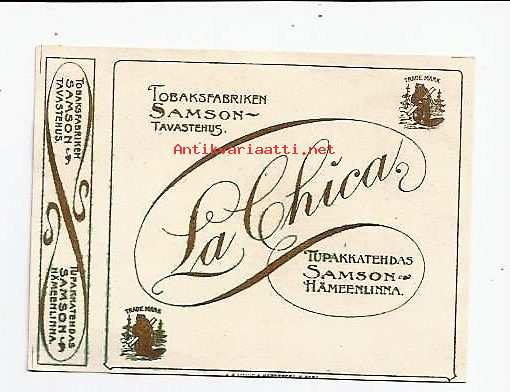 TOBAKSFABRIKEN
SAMSON
TAVASTEHUS.
TRADE MARK
La Chica
TUPAKKATEHDAS
SAMSON
HÄMEENLINNA.
TRADE MARK
TOBAKSFABRIKEN
SAMSON
TAVASTEHUS
TUPAKKATEHDAS
SAMSON
HÄMEENLINNA.
Antikvariaatti.net